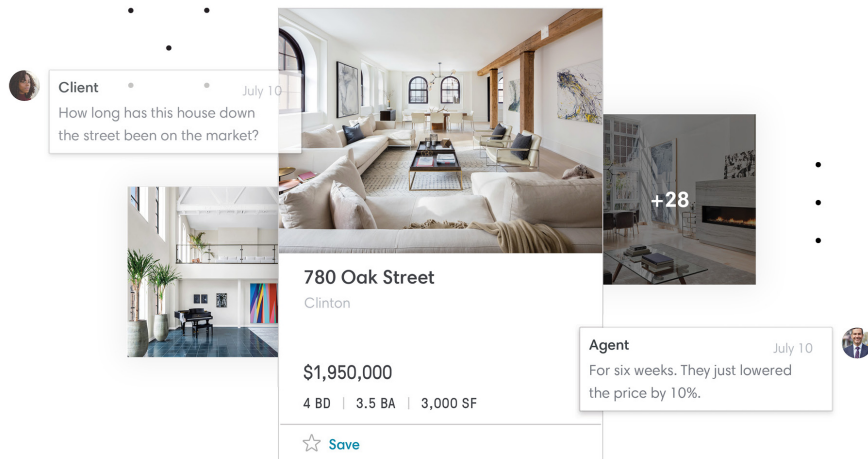 Client
July 10
How long has this house down
the street been on the market?
+28
780 Oak Street
Clinton
$1,950,000
4 BD | 3.5 BA | 3,000 SF
Save
Agent
July 10
For six weeks. They just lowered
the price by 10%.